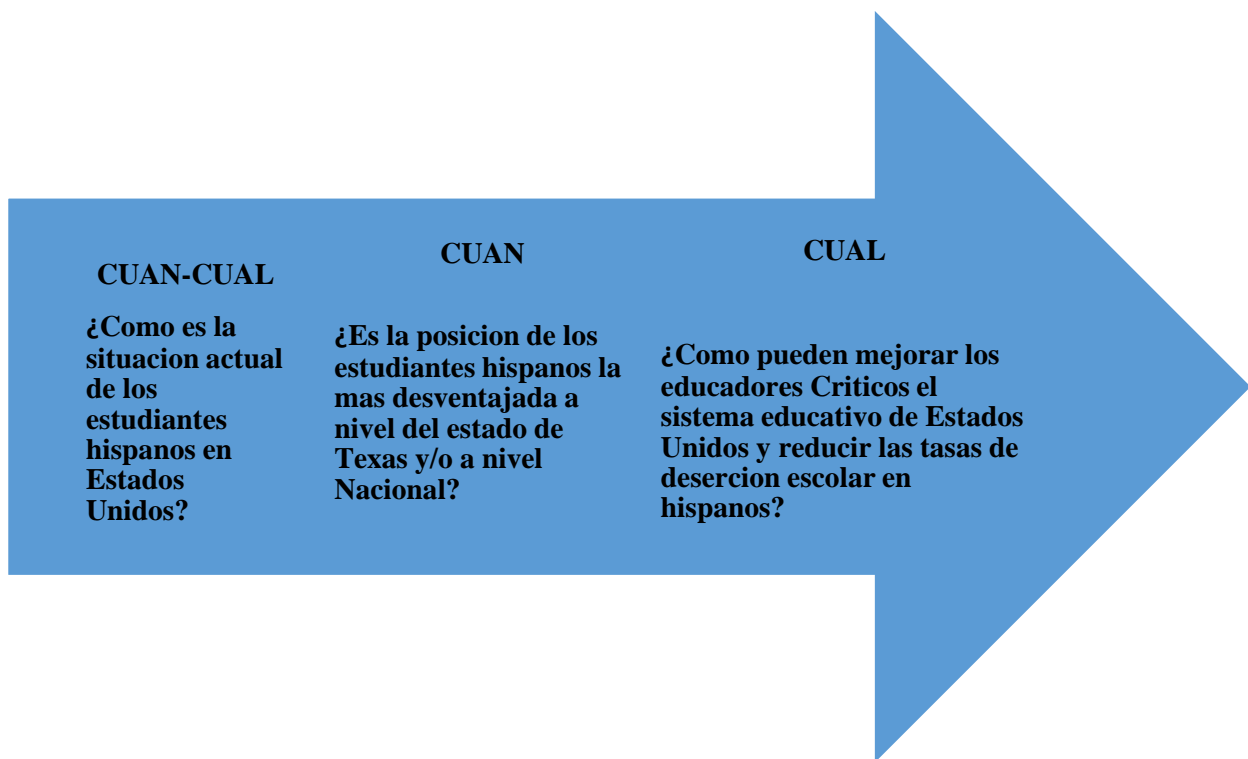 CUAN-CUAL
¿Como es la
situacion actual
de los
estudiantes
hispanos en
Estados
Unidos?
CUAN
¿Es la posicion de los
estudiantes hispanos la
mas desventajada a
nivel del estado de
Texas y/o a nivel
Nacional?
CUAL
¿Como pueden mejorar los
educadores Criticos el
sistema educativo de Estados
Unidos y reducir las tasas de
desercion escolar en
hispanos?